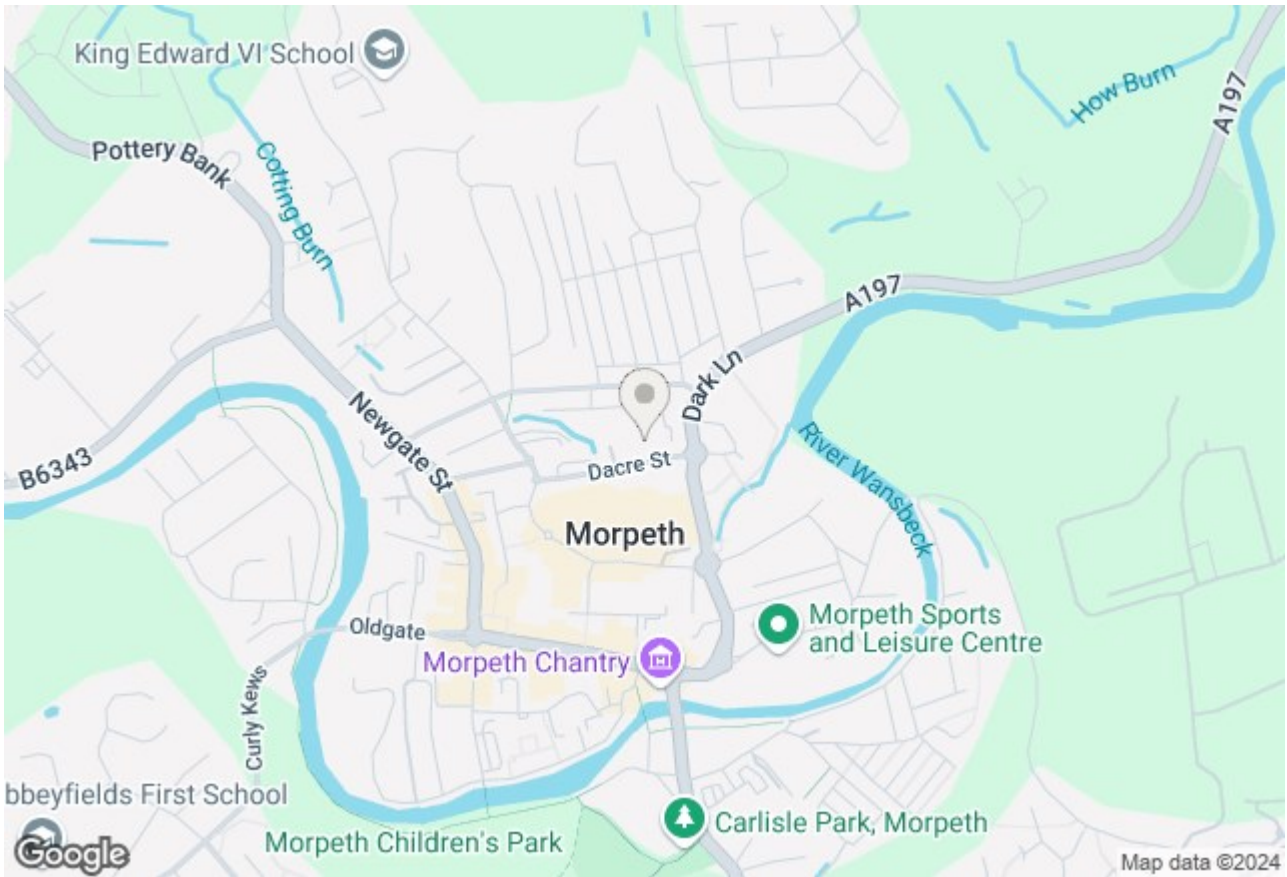 King Edward VI School
How Burn
A197
Pottery Bank
Cotting Burn
A197
Dark Ln
Newgate St
River Wansbeck
B6343
Dacre St
Morpeth
Oldgate
Morpeth Sports
and Leisure Centre
Morpeth Chantry
Curly Kews
bbeyfields First School
Morpeth Children's Park
Carlisle Park, Morpeth
Google
Map data ©2024